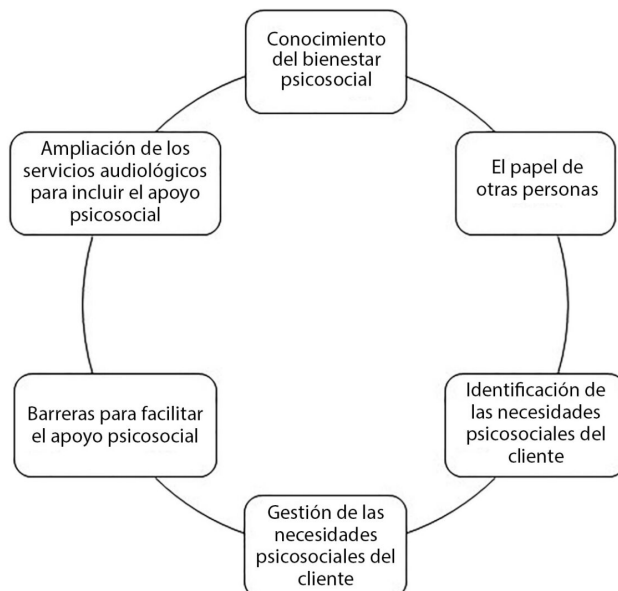 Conocimiento
del bienestar
psicosocial
El papel de
otras personas
Identificación de
las necesidades
psicosociales del
cliente
Gestión de las
necesidades
psicosociales del
cliente
Barreras para facilitar
el apoyo psicosocial
Ampliación de los
servicios audiológicos
para incluir el apoyo
psicosocial